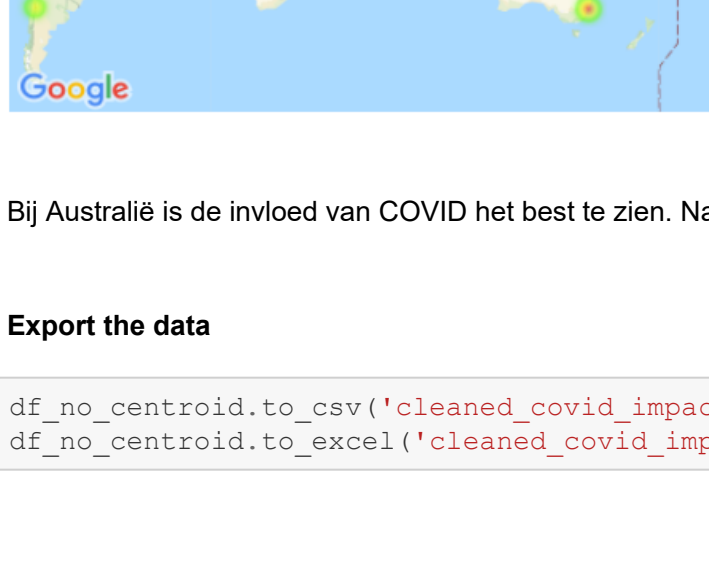 Google
Bij Australië is de invloed van COVID het best te zien.
Export the data
df_no_centroid.to_csv('cleaned_covid_impac
df_no_centroid.to_excel('cleaned_covid_imp